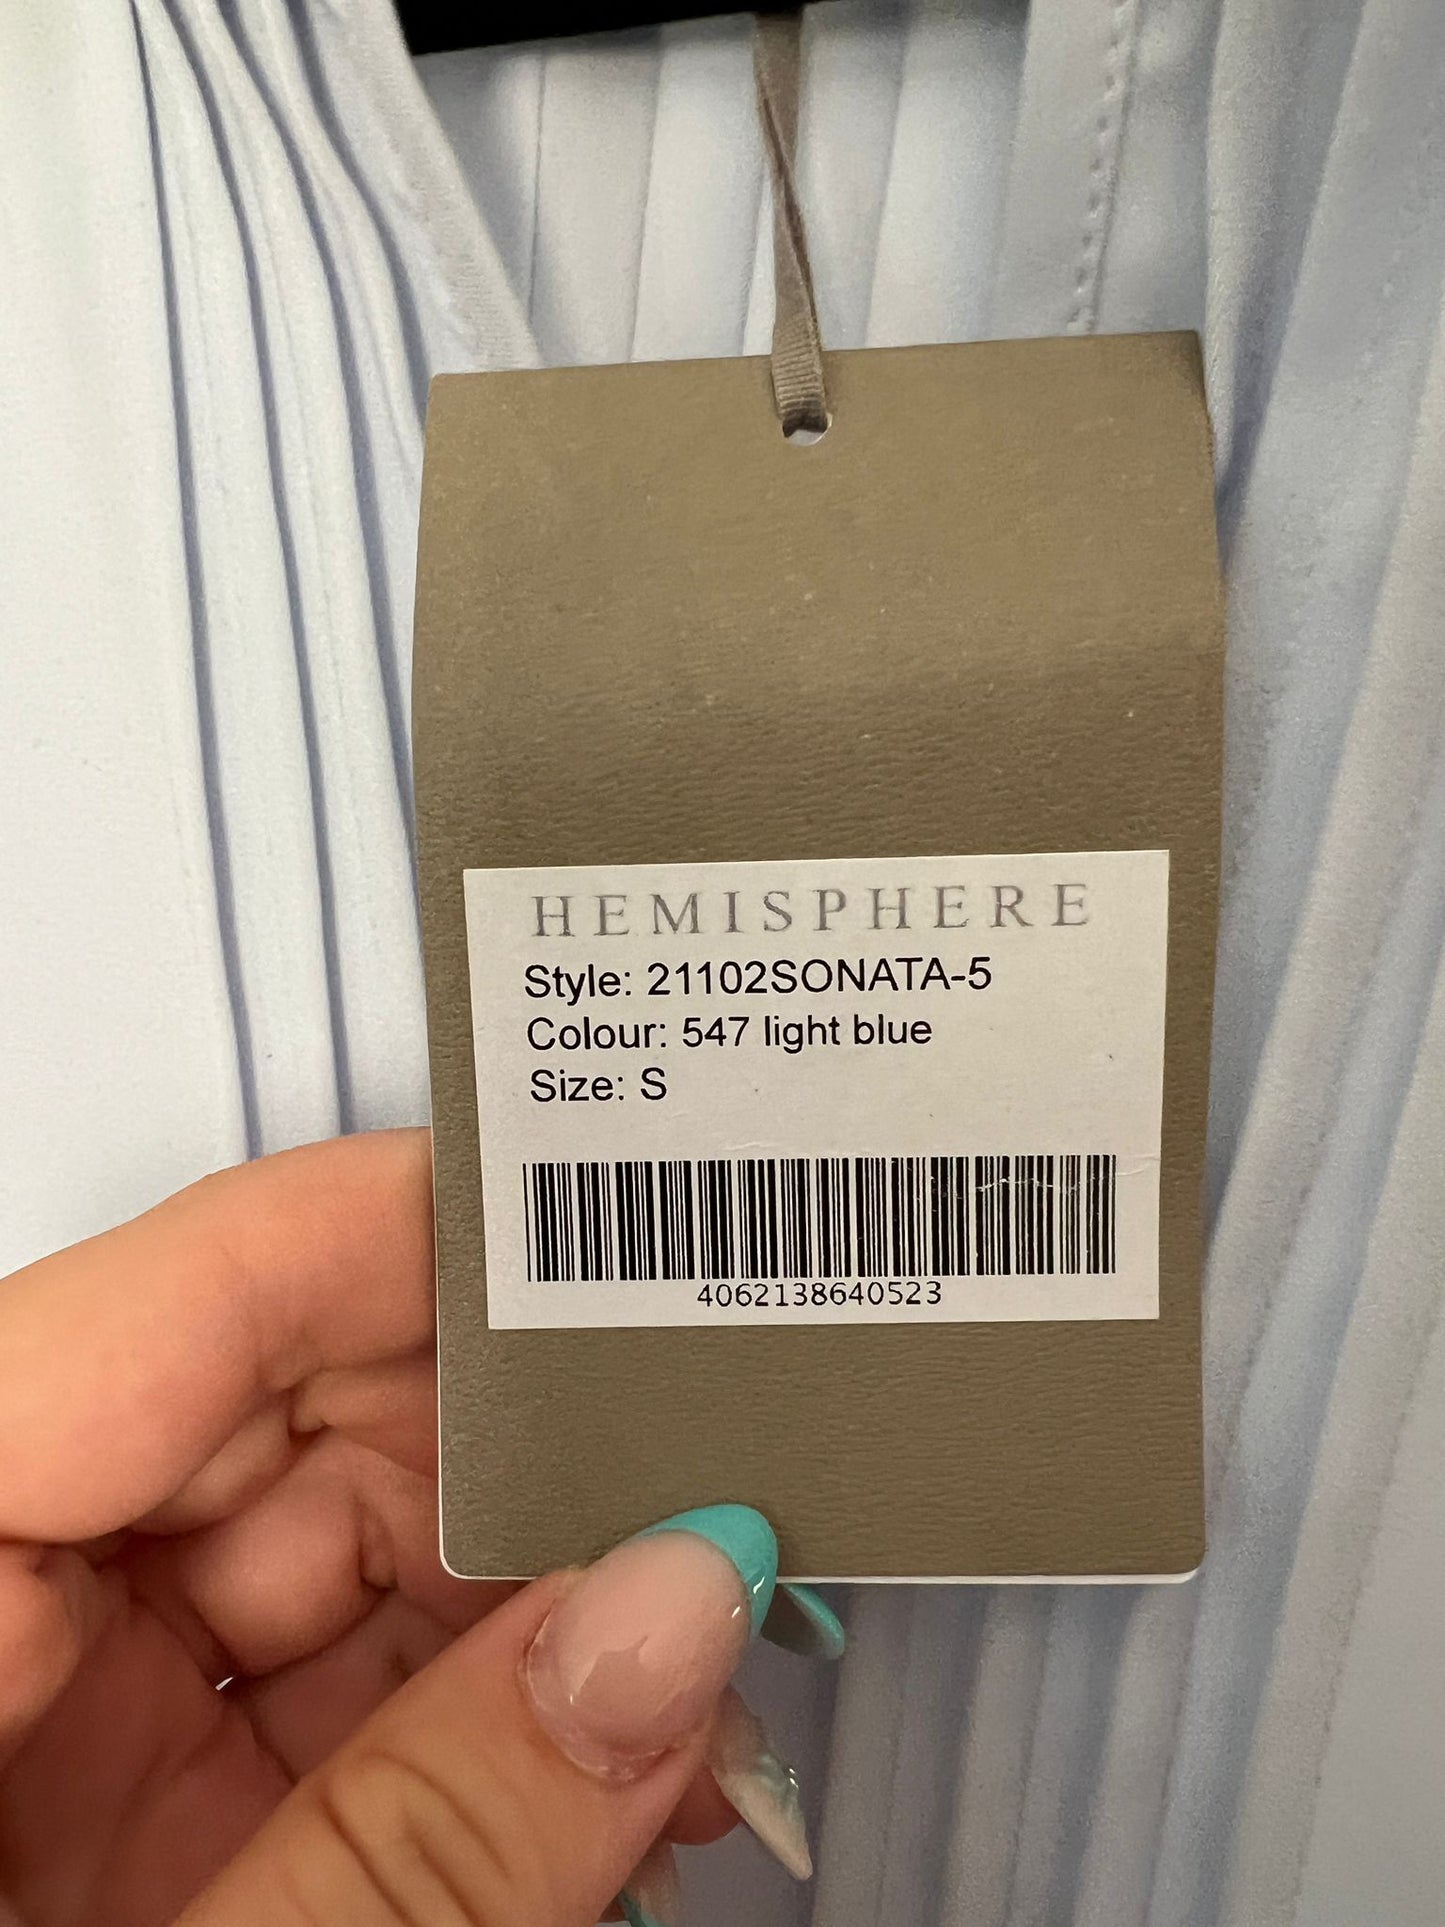 HEMISPHERE
Style: 21102SONATA-5
Colour: 547 light blue
Size: S
4062138640523